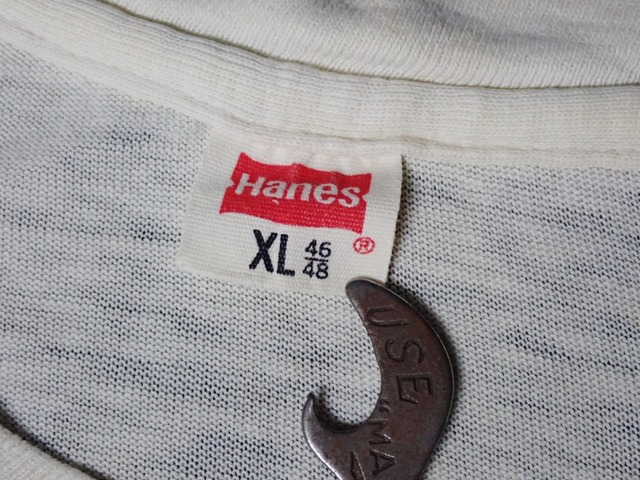 Hanes
XL 46/48 ®
USE "MA